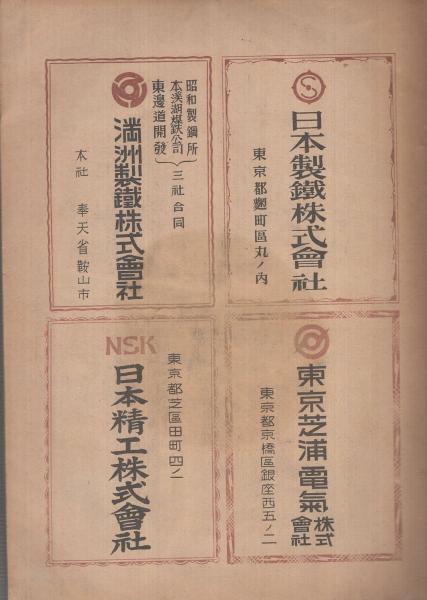 日本製鐵株式會社
東京都麴町區丸ノ內
昭和製鋼所
本溪湖煤鉄公司
東邊道開發
三社合同
満洲製鐵株式會社
本社 奉天省鞍山市
東京芝浦電氣株式會社
東京都京橋區銀座西五ノ二
NSK
東京都芝區田町四ノ一
日本精工株式會社